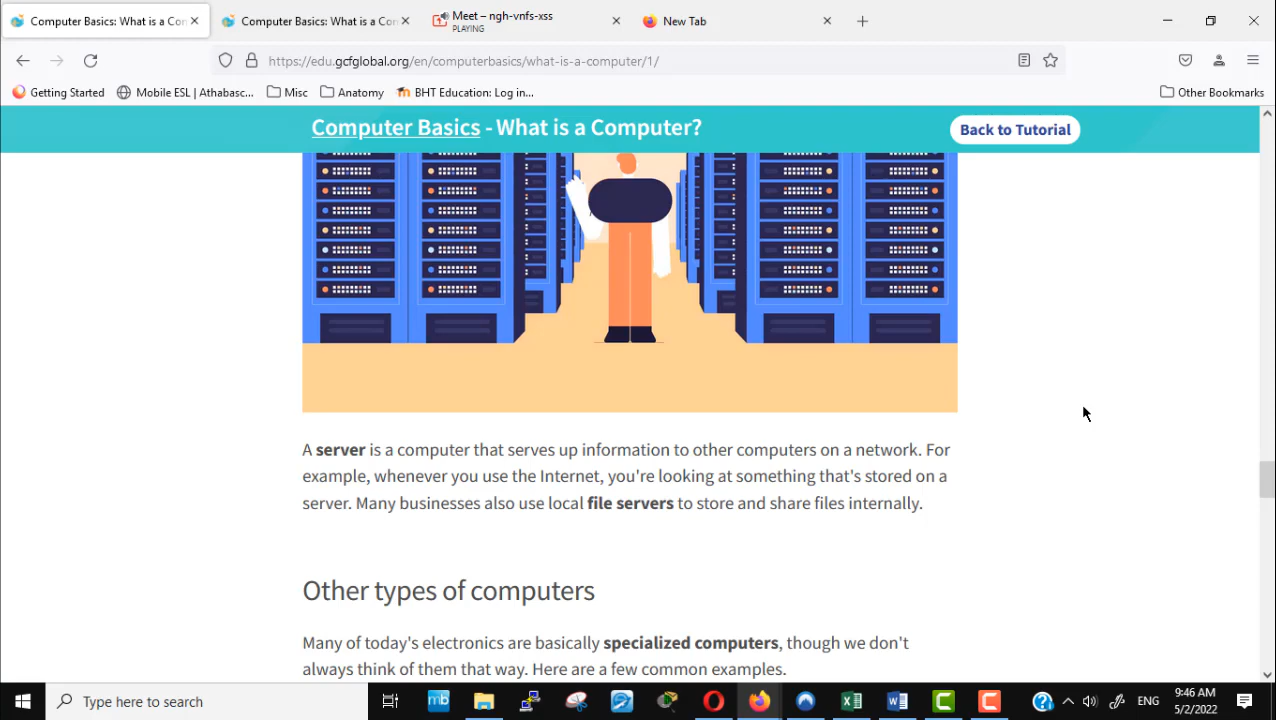 Computer Basics: What is a Con
Computer Basics: What is a Con
Meet – ngh-vnfs-xss
PLAYING
New Tab
https://edu.gcfglobal.org/en/computerbasics/what-is-a-computer/1/
Getting Started
Mobile ESL | Athabasc...
Misc
Anatomy
BHT Education: Log in...
Other Bookmarks
Computer Basics - What is a Computer?
Back to Tutorial
A server is a computer that serves up information to other computers on a network. For
example, whenever you use the Internet, you're looking at something that's stored on a
server. Many businesses also use local file servers to store and share files internally.
Other types of computers
Many of today's electronics are basically specialized computers, though we don't
always think of them that way. Here are a few common examples.
Type here to search
mb
ENG
9:46 AM
5/2/2022